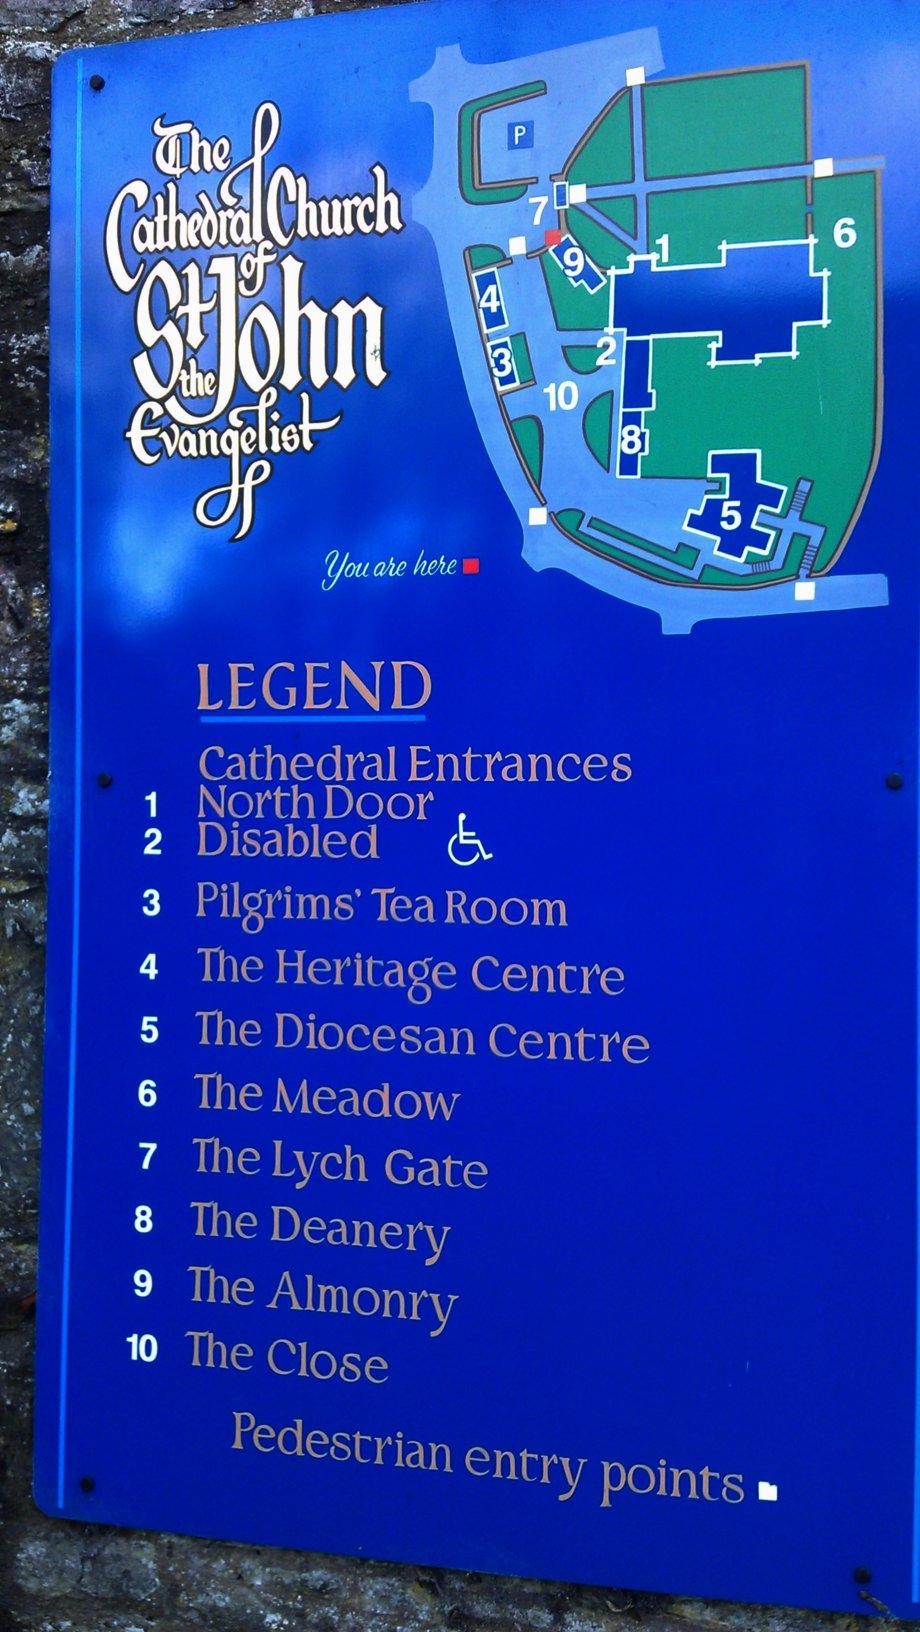 The
Cathedral Church
of
St John
the
Evangelist
P
7
9
1
6
4
3
2
10
8
5
You are here
LEGEND
Cathedral Entrances
1 North Door
2 Disabled
3 Pilgrims' Tea Room
4 The Heritage Centre
5 The Diocesan Centre
6 The Meadow
7 The Lych Gate
8 The Deanery
9 The Almonry
10 The Close
Pedestrian entry points